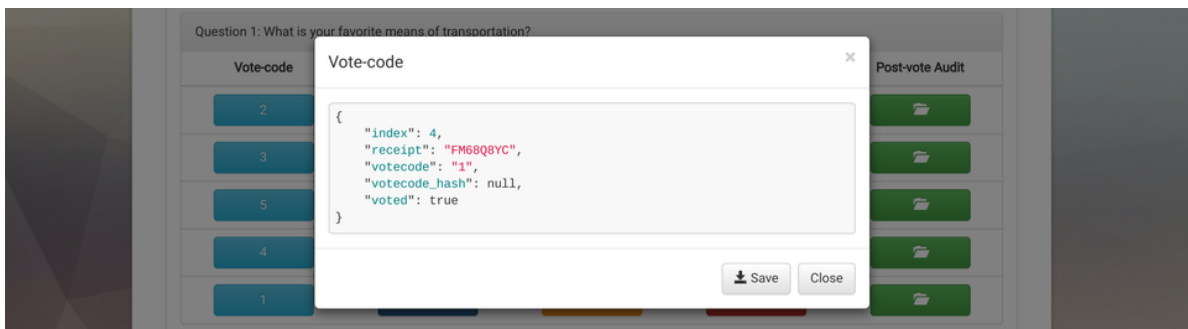 Question 1: What is your favorite means of transportation?
Vote-code
Post-vote Audit
Vote-code ×
{
"index": 4,
"receipt": "FM68Q8YC",
"votecode": "1",
"votecode_hash": null,
"voted": true
}
Save Close
2
3
5
4
1